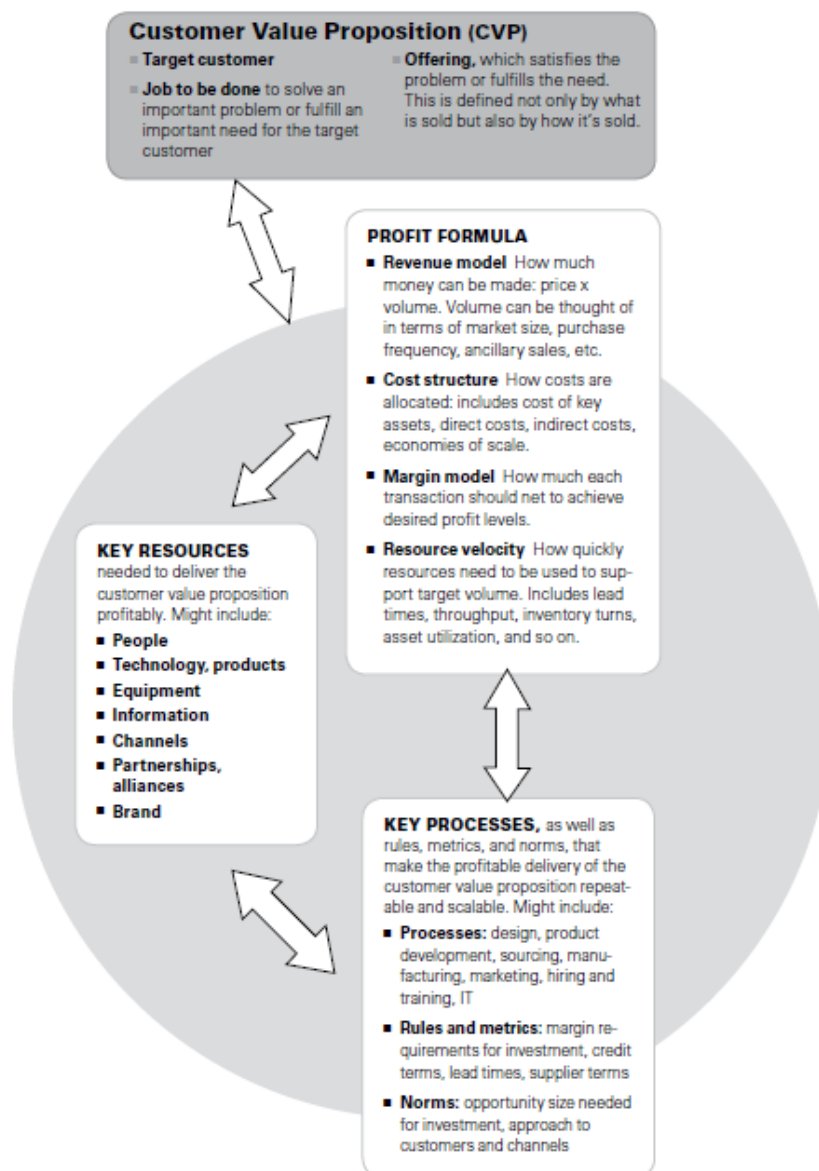 Customer Value Proposition (CVP)
Target customer
Job to be done to solve an
important problem or fulfill an
important need for the target
customer
Offering, which satisfies the
problem or fulfills the need.
This is defined not only by what
is sold but also by how it's sold.
PROFIT FORMULA
■ Revenue model How much
money can be made: price x
volume. Volume can be thought of
in terms of market size, purchase
frequency, ancillary sales, etc.
■ Cost structure How costs are
allocated: includes cost of key
assets, direct costs, indirect costs,
economies of scale.
■ Margin model How much each
transaction should net to achieve
desired profit levels.
■ Resource velocity How quickly
resources need to be used to sup-
port target volume. Includes lead
times, throughput, inventory turns,
asset utilization, and so on.
KEY RESOURCES
needed to deliver the
customer value proposition
profitably. Might include:
■ People
■ Technology, products
■ Equipment
■ Information
■ Channels
■ Partnerships,
alliances
■ Brand
KEY PROCESSES, as well as
rules, metrics, and norms, that
make the profitable delivery of the
customer value proposition repeat-
able and scalable. Might include:
■ Processes: design, product
development, sourcing, manu-
facturing, marketing, hiring and
training, IT
■ Rules and metrics: margin re-
quirements for investment, credit
terms, lead times, supplier terms
■ Norms: opportunity size needed
for investment, approach to
customers and channels